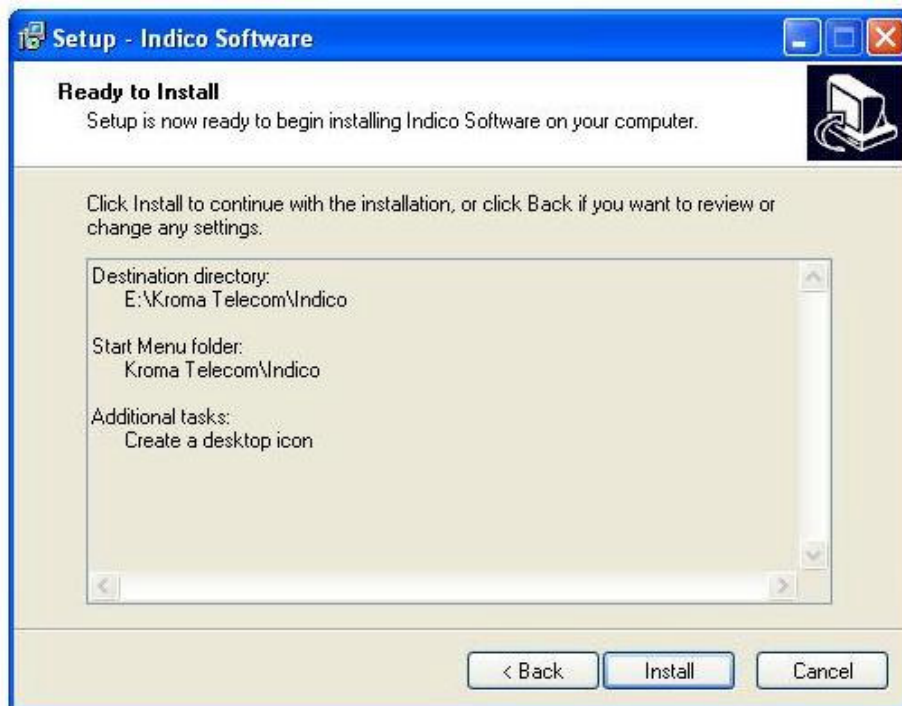 Setup - Indico Software
Ready to Install
Setup is now ready to begin installing Indico Software on your computer.
Click Install to continue with the installation, or click Back if you want to review or
change any settings.
Destination directory:
E:\Kroma Telecom\Indico
Start Menu folder:
Kroma Telecom\Indico
Additional tasks:
Create a desktop icon
< Back
Install
Cancel